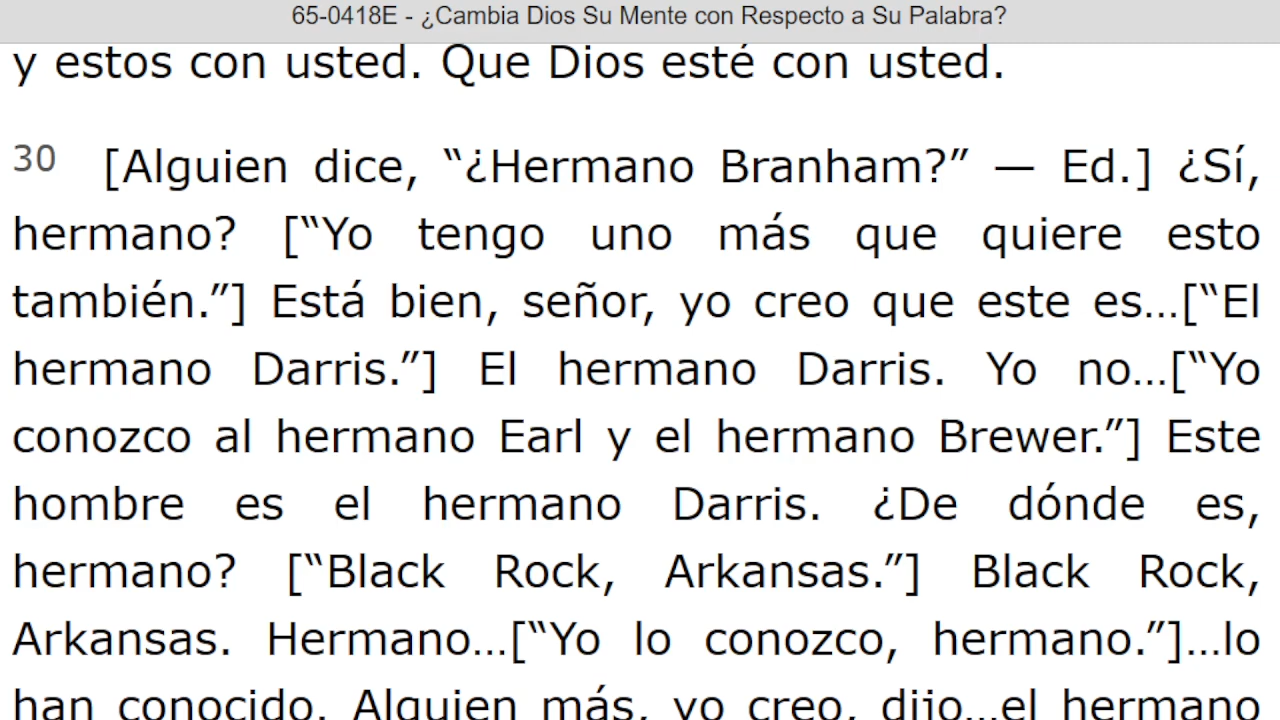 65-0418E - ¿Cambia Dios Su Mente con Respecto a Su Palabra?
y estos con usted. Que Dios esté con usted.
30 [Alguien dice, “¿Hermano Branham?” — Ed.] ¿Sí,
hermano? [“Yo tengo uno más que quiere esto
también.”] Está bien, señor, yo creo que este es…[“El
hermano Darris.”] El hermano Darris. Yo no…[“Yo
conozco al hermano Earl y el hermano Brewer.”] Este
hombre es el hermano Darris. ¿De dónde es,
hermano? [“Black Rock, Arkansas.”] Black Rock,
Arkansas. Hermano…[“Yo lo conozco, hermano.”]…lo
han conocido. Alguien más, yo creo, dijo…el hermano